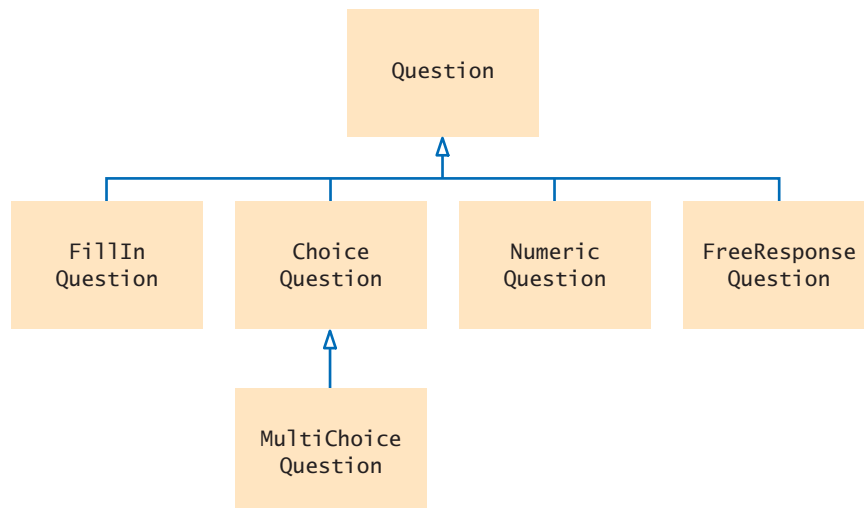 Question
FillIn
Question
Choice
Question
Numeric
Question
FreeResponse
Question
MultiChoice
Question